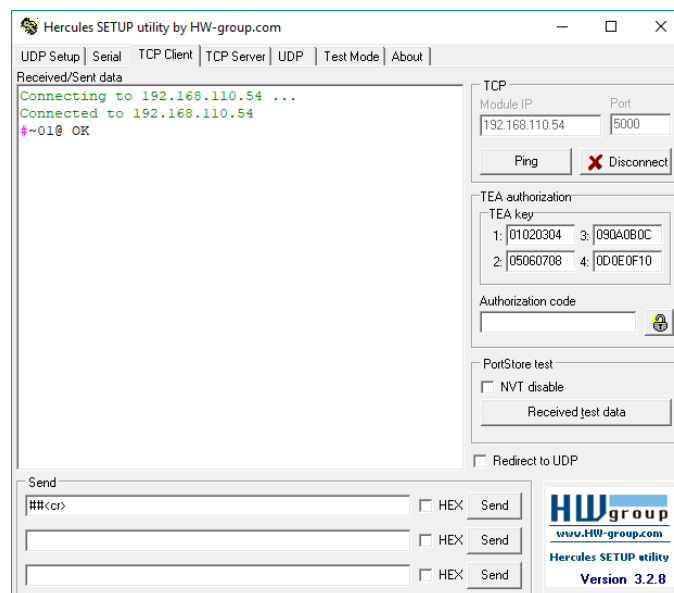 Hercules SETUP utility by HW-group.com
UDP Setup Serial TCP Client TCP Server UDP Test Mode About
Received/Sent data
Connecting to 192.168.110.54 ...
Connected to 192.168.110.54
#~01@ OK
TCP
Module IP Port
192.168.110.54 5000
Ping Disconnect
TEA authorization
TEA key
1: 01020304 3: 090A0B0C
2: 05060708 4: 0D0E0F10
Authorization code
PortStore test
NVT disable
Received test data
Redirect to UDP
Send
##<cr> HEX Send
HEX Send
HEX Send
HW group
www.HW-group.com
Hercules SETUP utility
Version 3.2.8